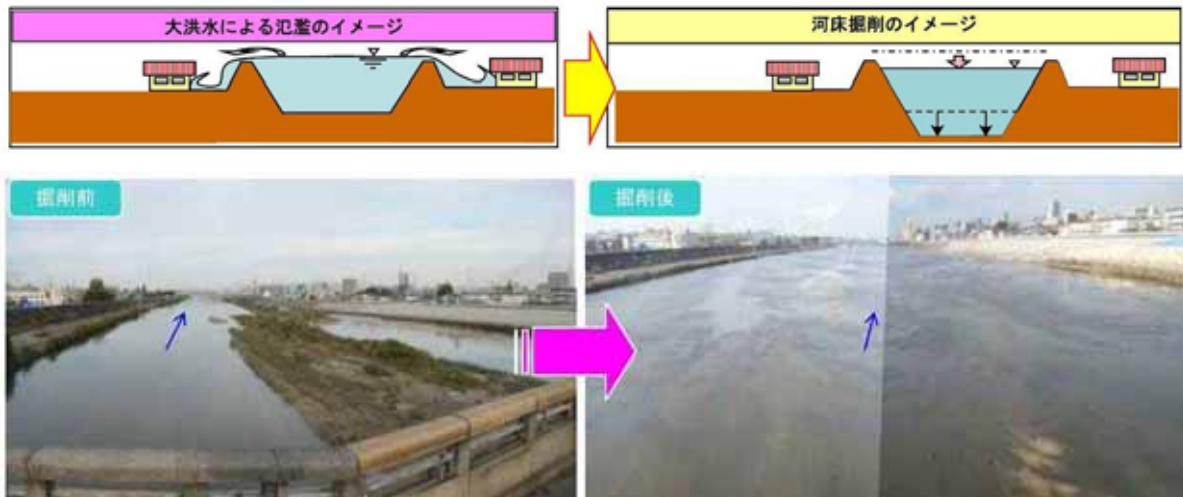 大洪水による氾濫のイメージ
河床掘削のイメージ
掘削前
掘削後